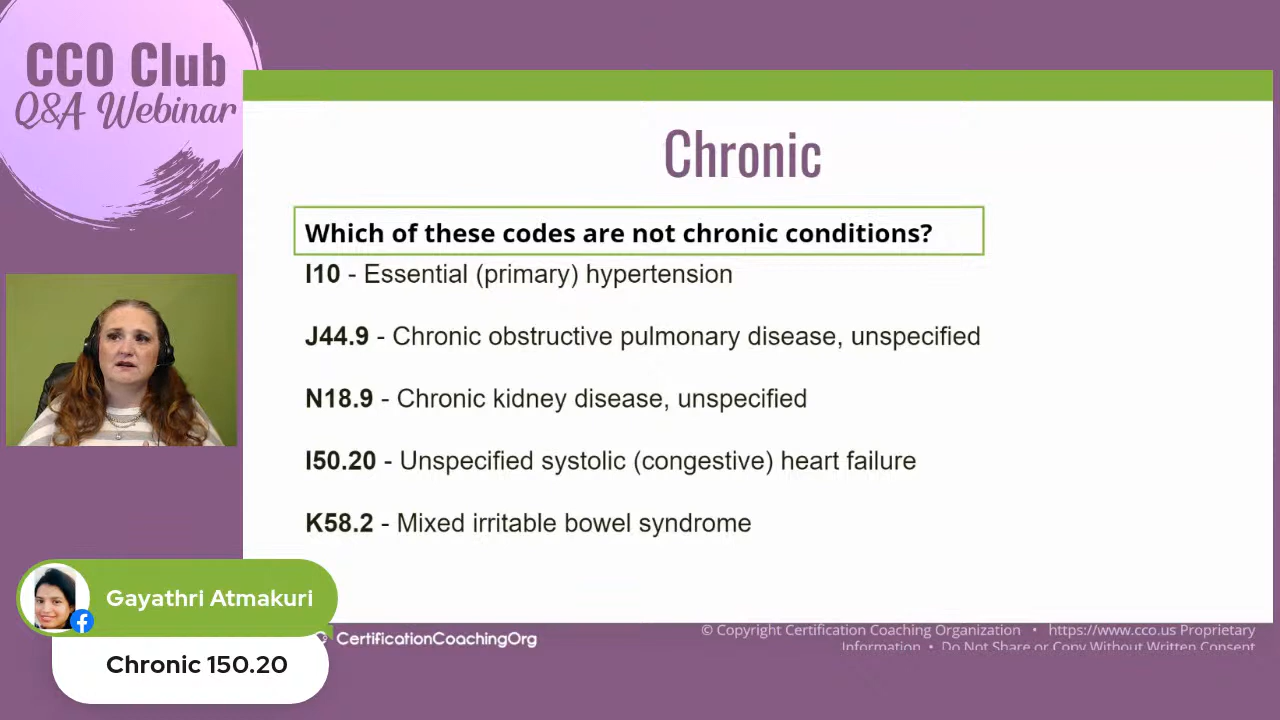 CCO Club
Q&A Webinar
Chronic
Which of these codes are not chronic conditions?
I10 - Essential (primary) hypertension
J44.9 - Chronic obstructive pulmonary disease, unspecified
N18.9 - Chronic kidney disease, unspecified
I50.20 - Unspecified systolic (congestive) heart failure
K58.2 - Mixed irritable bowel syndrome
Gayathri Atmakuri
Chronic 150.20
CertificationCoachingOrg
© Copyright Certification Coaching Organization • https://www.cco.us Proprietary
Information • Do Not Share or Copy Without Written Consent